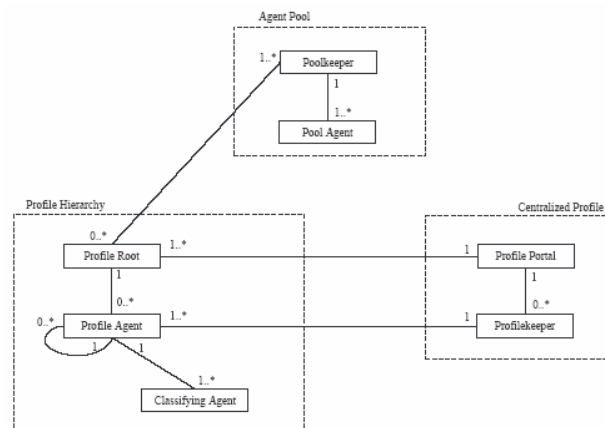 Agent Pool
1..*
Poolkeeper
1
1..*
Pool Agent
Profile Hierarchy
Centralized Profile
0..*
Profile Root
1..*
1
Profile Portal
1
1
0..*
0..*
0..*
Profile Agent
1..*
1
Profilekeeper
1
1
1..*
Classifying Agent